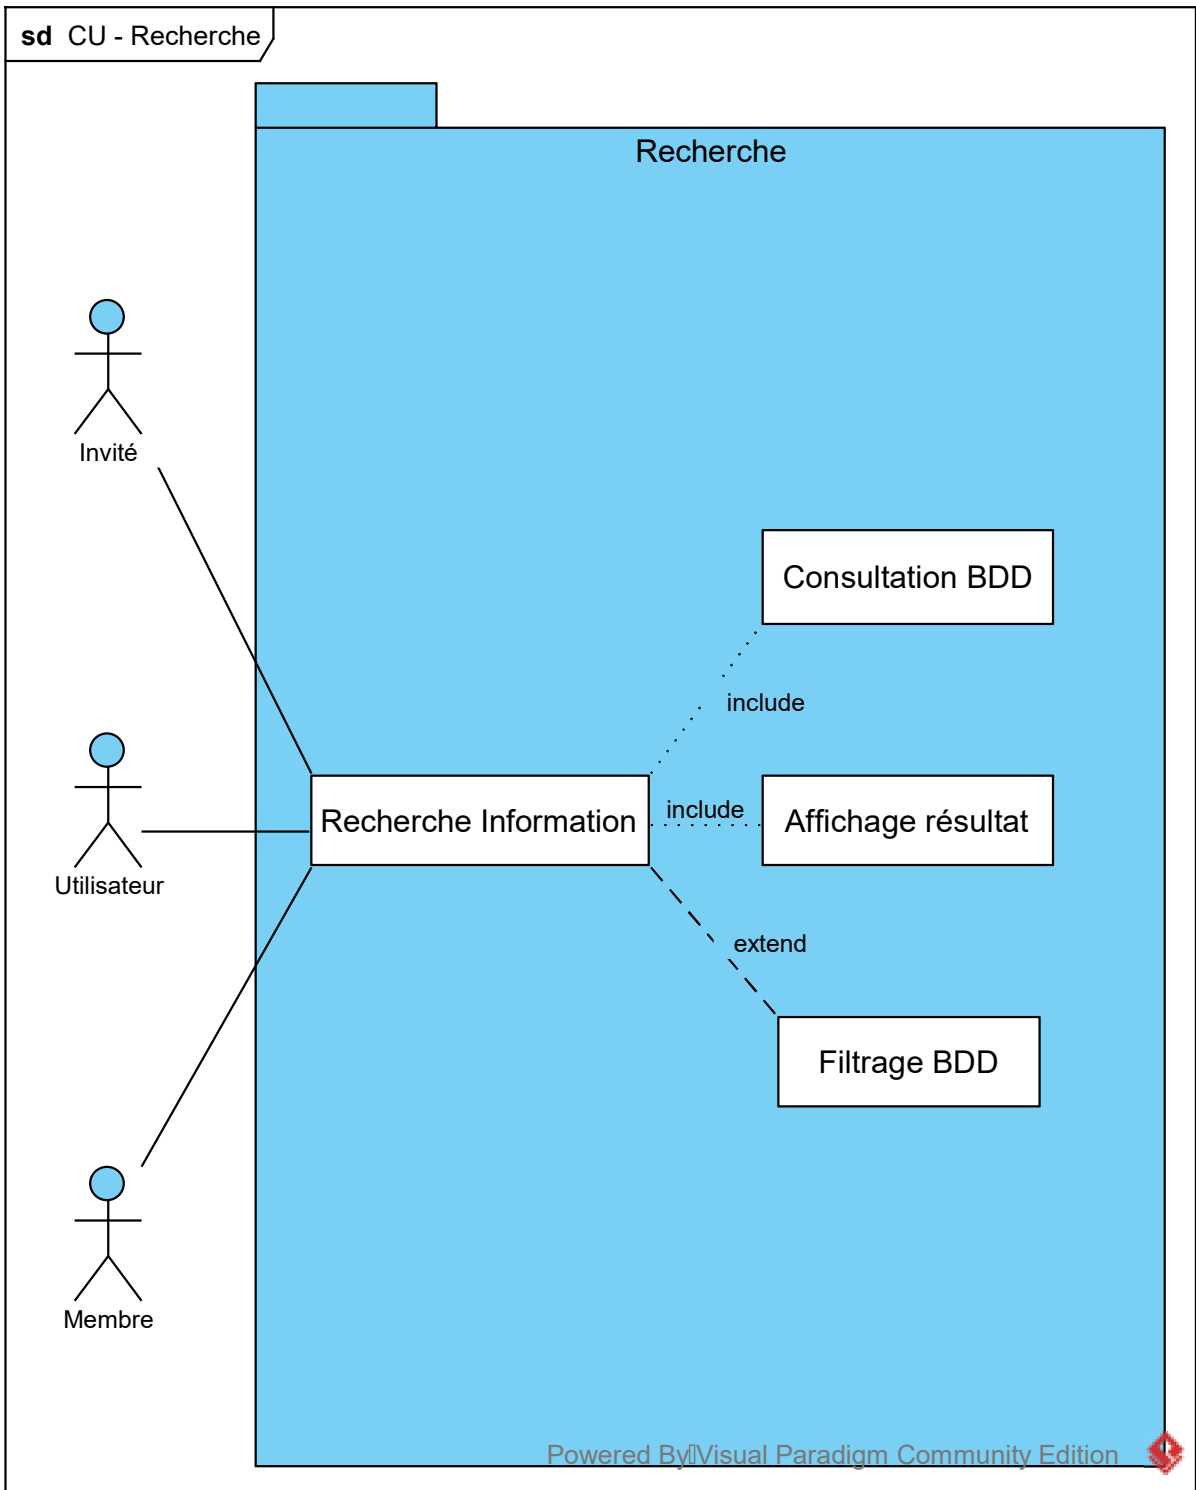 sd CU - Recherche
Recherche
Invité
Consultation BDD
include
Recherche Information
include
Affichage résultat
Utilisateur
extend
Filtrage BDD
Membre
Powered By Visual Paradigm Community Edition